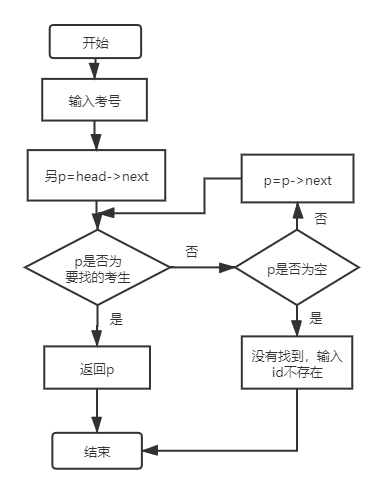 开始
输入考号
另p=head->next
p=p->next
p是否为
要找的考生
否
p是否为空
否
是
是
返回p
没有找到，输入
id不存在
结束